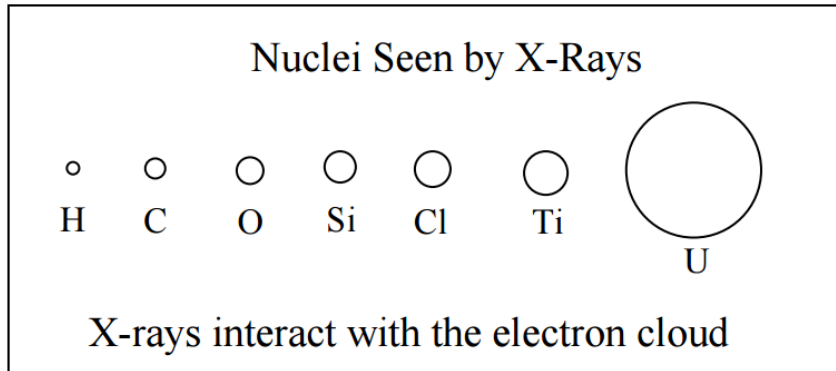 Nuclei Seen by X-Rays
H C O Si Cl Ti
U
X-rays interact with the electron cloud